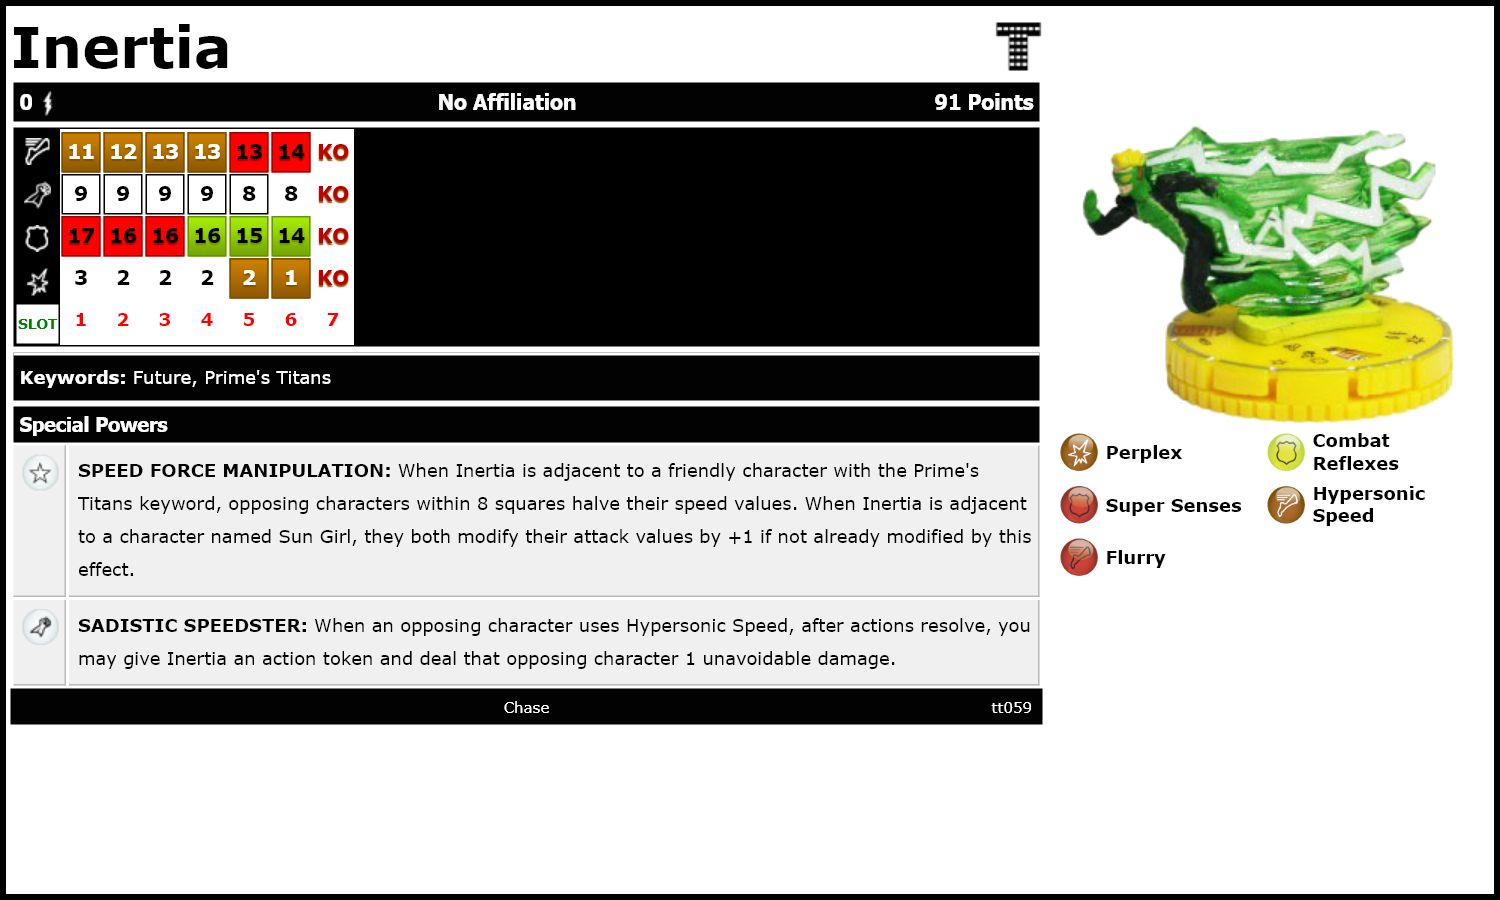 Inertia
T
0 No Affiliation 91 Points
11 12 13 13 13 14 KO
9 9 9 9 8 8 KO
17 16 16 16 15 14 KO
3 2 2 2 2 1 KO
SLOT 1 2 3 4 5 6 7
Keywords: Future, Prime's Titans
Special Powers
SPEED FORCE MANIPULATION: When Inertia is adjacent to a friendly character with the Prime's
Titans keyword, opposing characters within 8 squares halve their speed values. When Inertia is adjacent
to a character named Sun Girl, they both modify their attack values by +1 if not already modified by this
effect.
SADISTIC SPEEDSTER: When an opposing character uses Hypersonic Speed, after actions resolve, you
may give Inertia an action token and deal that opposing character 1 unavoidable damage.
Chase tt059
Perplex
Combat
Reflexes
Super Senses
Hypersonic
Speed
Flurry